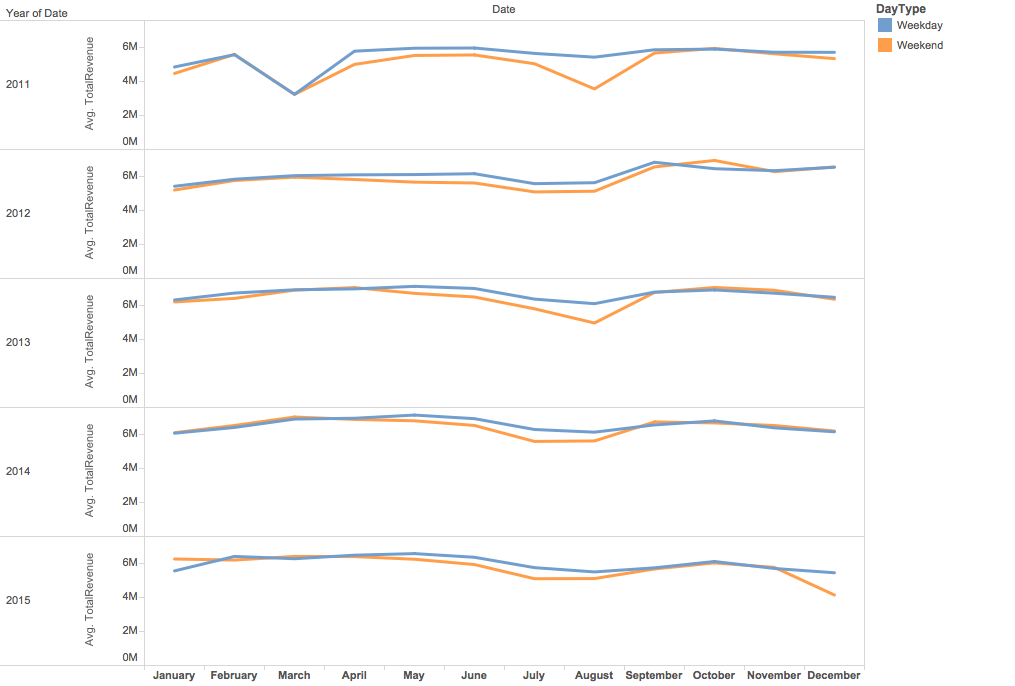 Year of Date
Date
DayType
Weekday
Weekend
2011
Avg. TotalRevenue
6M
4M
2M
0M
2012
Avg. TotalRevenue
6M
4M
2M
0M
2013
Avg. TotalRevenue
6M
4M
2M
0M
2014
Avg. TotalRevenue
6M
4M
2M
0M
2015
Avg. TotalRevenue
6M
4M
2M
0M
January February March April May June July August September October November December